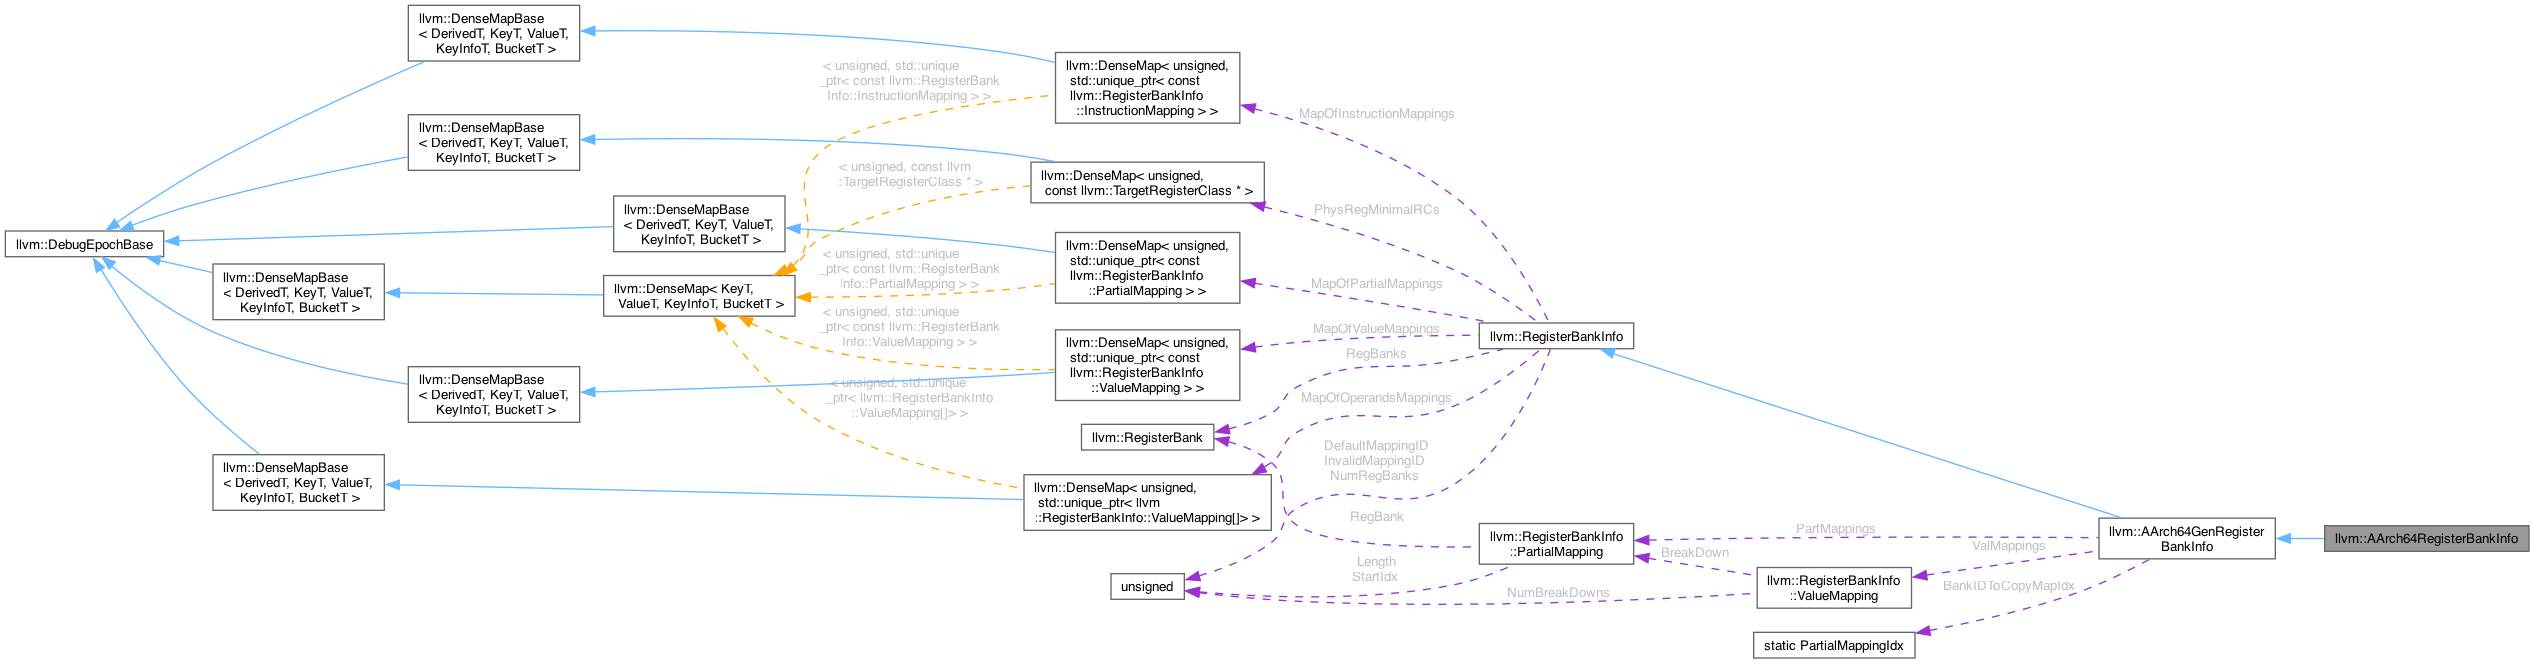 llvm::DenseMapBase
< DerivedT, KeyT, ValueT,
KeyInfoT, BucketT >
llvm::DenseMapBase
< DerivedT, KeyT, ValueT,
KeyInfoT, BucketT >
llvm::DenseMapBase
< DerivedT, KeyT, ValueT,
KeyInfoT, BucketT >
llvm::DebugEpochBase
llvm::DenseMapBase
< DerivedT, KeyT, ValueT,
KeyInfoT, BucketT >
llvm::DenseMapBase
< DerivedT, KeyT, ValueT,
KeyInfoT, BucketT >
llvm::DenseMapBase
< DerivedT, KeyT, ValueT,
KeyInfoT, BucketT >
llvm::DenseMap< KeyT,
ValueT, KeyInfoT, BucketT >
< unsigned, std::unique
_ptr< const llvm::RegisterBank
Info::InstructionMapping > >
< unsigned, const llvm
::TargetRegisterClass * >
< unsigned, std::unique
_ptr< const llvm::RegisterBank
Info::PartialMapping > >
< unsigned, std::unique
_ptr< const llvm::RegisterBank
Info::ValueMapping > >
< unsigned, std::unique
_ptr< llvm::RegisterBankInfo
::ValueMapping[]> >
llvm::DenseMap< unsigned,
std::unique_ptr< const
llvm::RegisterBankInfo
::InstructionMapping > >
llvm::DenseMap< unsigned,
const llvm::TargetRegisterClass * >
llvm::DenseMap< unsigned,
std::unique_ptr< const
llvm::RegisterBankInfo
::PartialMapping > >
llvm::DenseMap< unsigned,
std::unique_ptr< const
llvm::RegisterBankInfo
::ValueMapping > >
llvm::RegisterBank
llvm::DenseMap< unsigned,
std::unique_ptr< llvm
::RegisterBankInfo::ValueMapping[]> >
unsigned
MapOfInstructionMappings
PhysRegMinimalRCs
MapOfPartialMappings
MapOfValueMappings
RegBanks
MapOfOperandsMappings
DefaultMappingID
InvalidMappingID
NumRegBanks
RegBank
Length
StartIdx
llvm::RegisterBankInfo
llvm::RegisterBankInfo
::PartialMapping
NumBreakDowns
BreakDown
PartMappings
ValMappings
BankIDToCopyMapIdx
llvm::RegisterBankInfo
::ValueMapping
static PartialMappingIdx
llvm::AArch64GenRegister
BankInfo
llvm::AArch64RegisterBankInfo